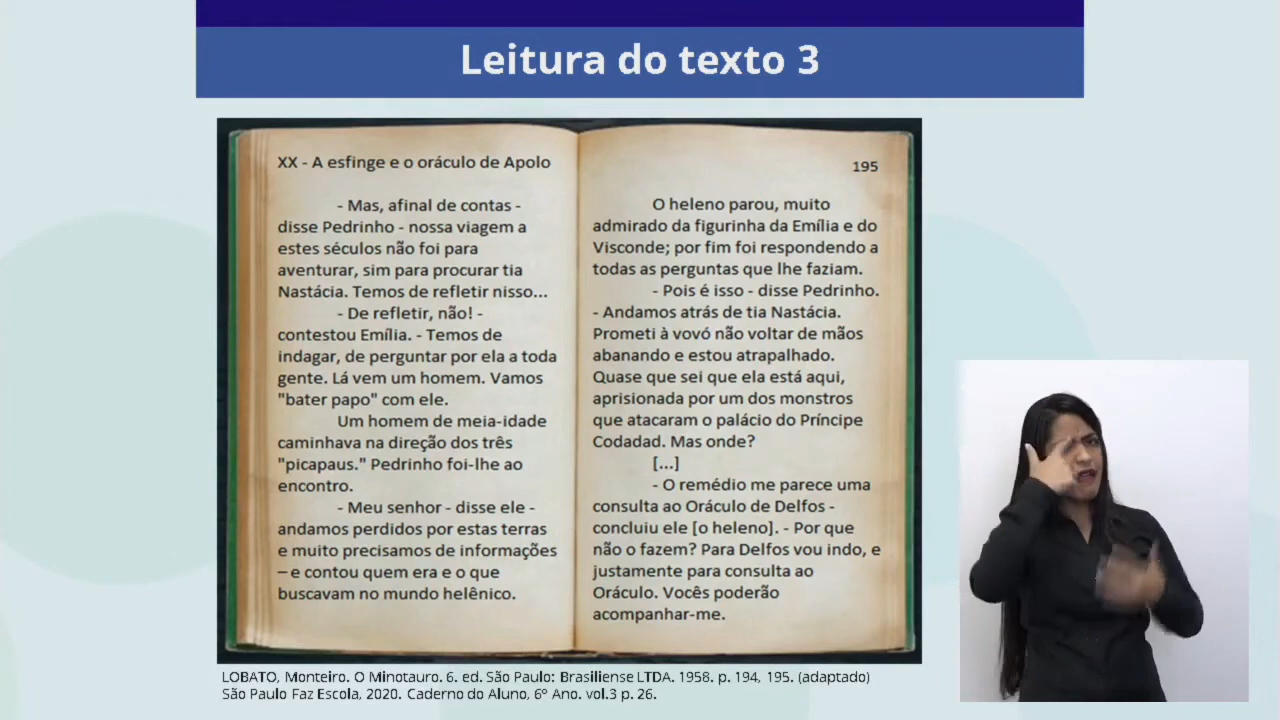 Leitura do texto 3
XX - A esfinge e o oráculo de Apolo
- Mas, afinal de contas -
disse Pedrinho - nossa viagem a
estes séculos não foi para
aventurar, sim para procurar tia
Nastácia. Temos de refletir nisso...
- De refletir, não! -
contestou Emília. - Temos de
indagar, de perguntar por ela a toda
gente. Lá vem um homem. Vamos
"bater papo" com ele.
Um homem de meia-idade
caminhava na direção dos três
"picapaus." Pedrinho foi-lhe ao
encontro.
- Meu senhor - disse ele -
andamos perdidos por estas terras
e muito precisamos de informações
– e contou quem era e o que
buscavam no mundo helênico.
195
O heleno parou, muito
admirado da figurinha da Emília e do
Visconde; por fim foi respondendo a
todas as perguntas que lhe faziam.
- Pois é isso - disse Pedrinho.
- Andamos atrás de tia Nastácia.
Prometi à vovó não voltar de mãos
abanando e estou atrapalhado.
Quase que sei que ela está aqui,
aprisionada por um dos monstros
que atacaram o palácio do Príncipe
Codadad. Mas onde?
[...]
- O remédio me parece uma
consulta ao Oráculo de Delfos -
concluiu ele [o heleno]. - Por que
não o fazem? Para Delfos vou indo, e
justamente para consulta ao
Oráculo. Vocês poderão
acompanhar-me.
LOBATO, Monteiro. O Minotauro. 6. ed. São Paulo: Brasiliense LTDA. 1958. p. 194, 195. (adaptado)
São Paulo Faz Escola, 2020. Caderno do Aluno, 6º Ano. vol.3 p. 26.